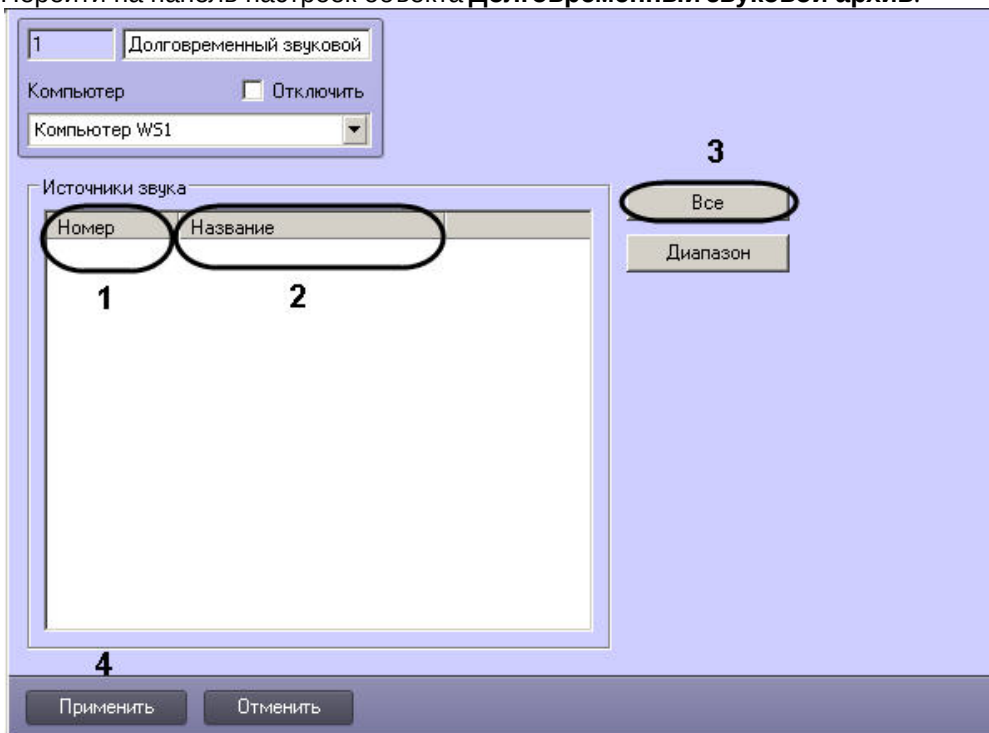 Перейти на панель настроек объекта Долговременный звуковой архив.
1 Долговременный звуковой
Компьютер Отключить
Компьютер WS1
3
Источники звука
Все
Номер Название
Диапазон
1 2
4
Применить Отменить